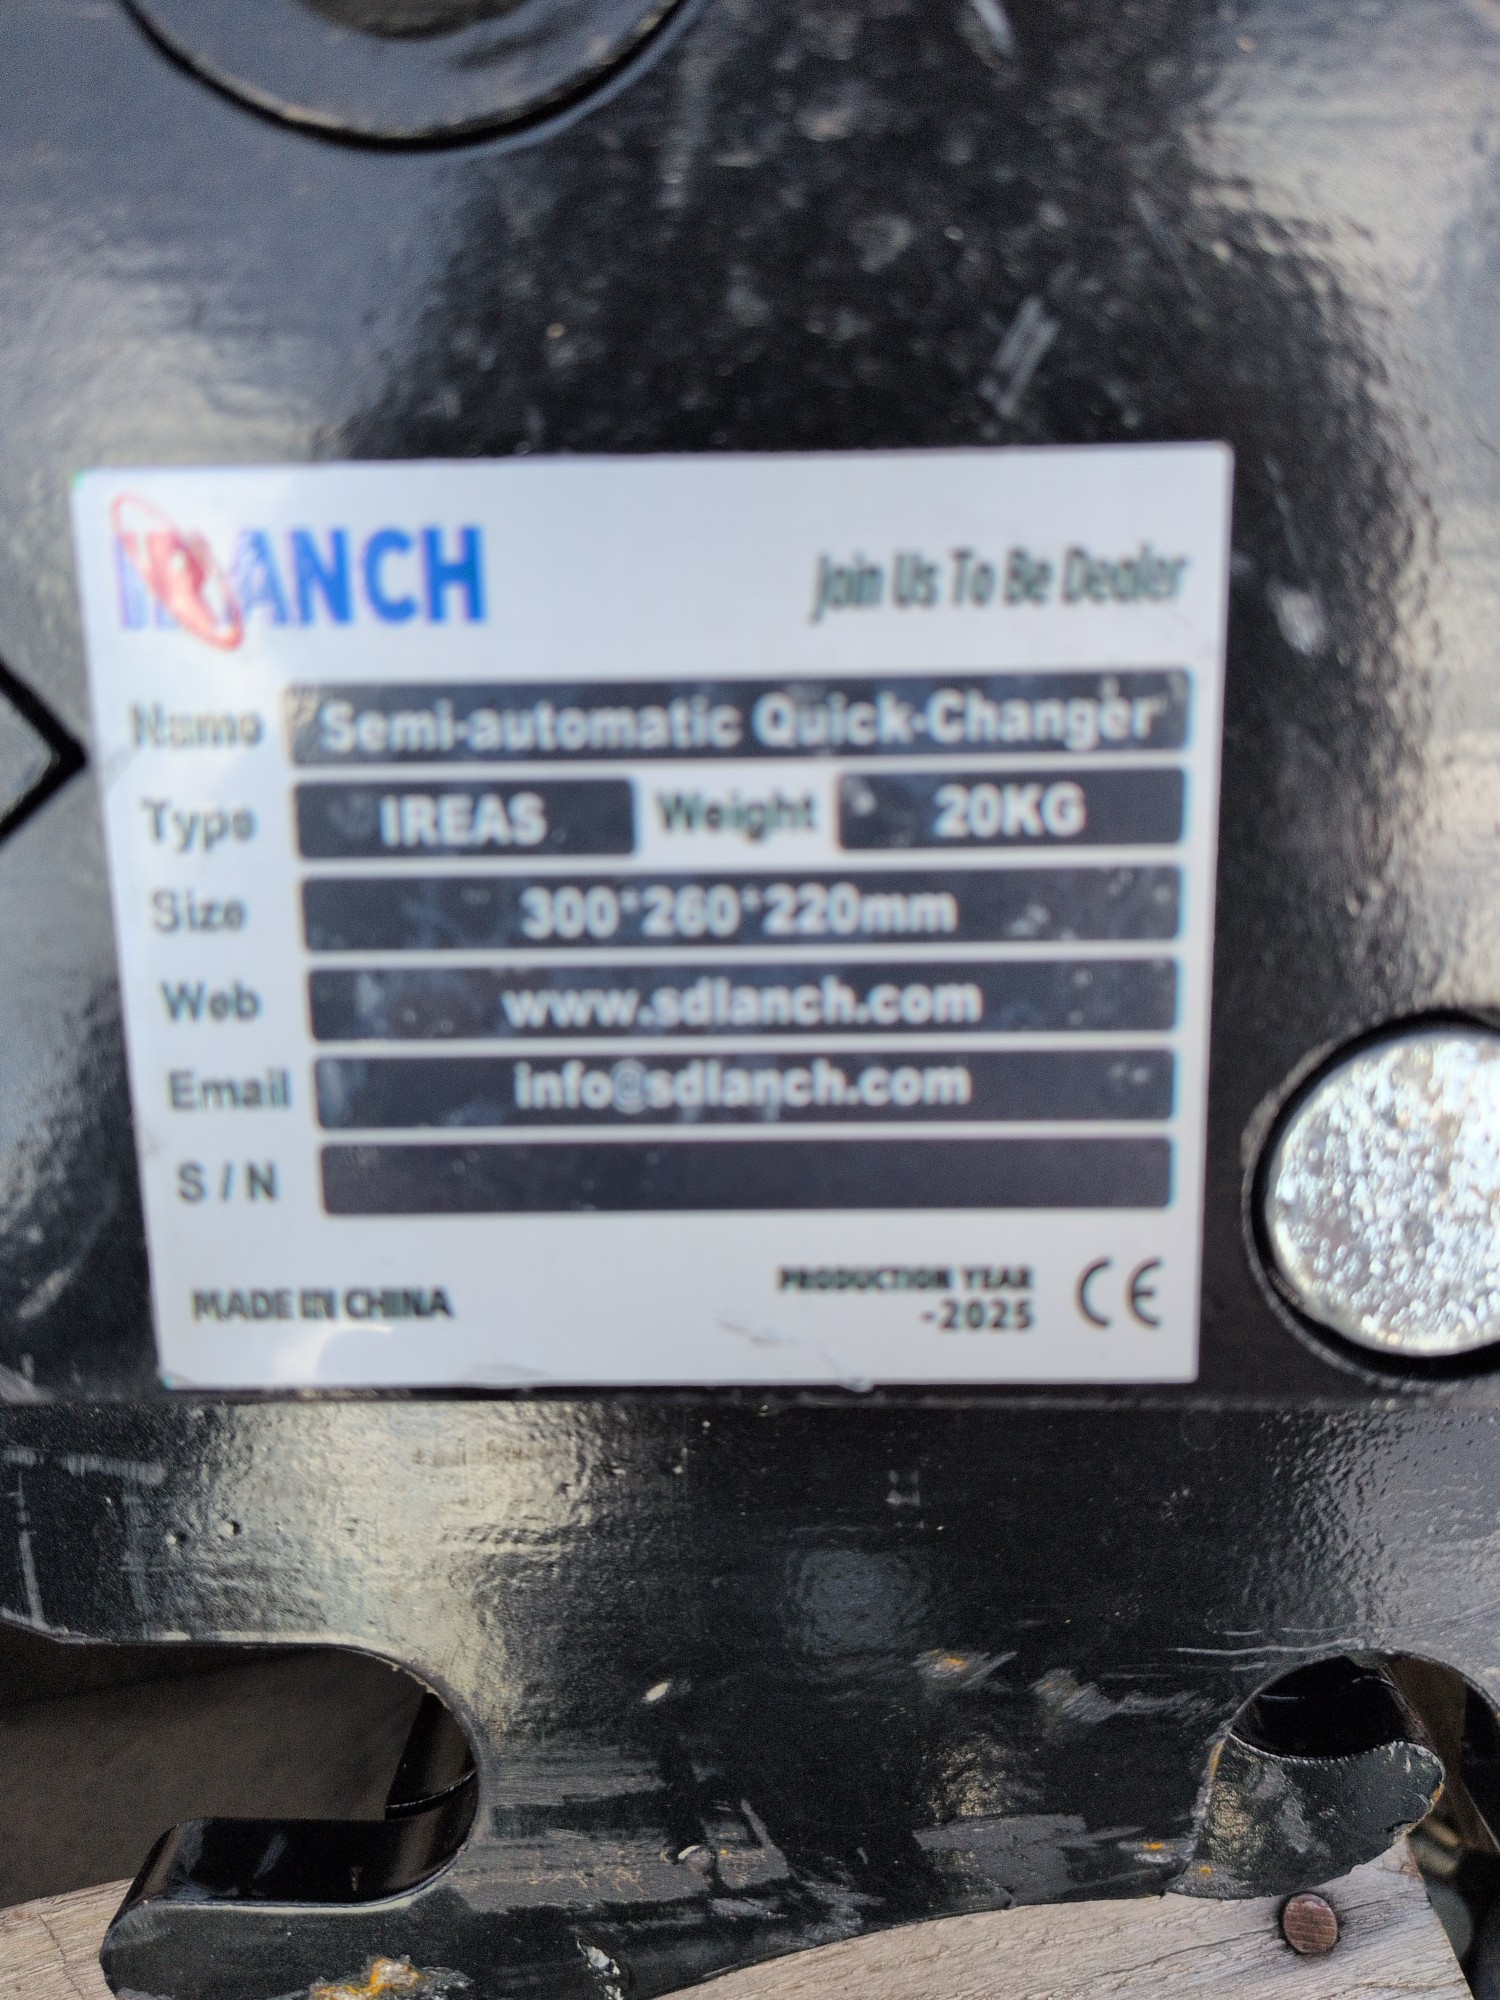 Join Us To Be Dealer
Name Semi-automatic Quick-Changer
Type IREAS Weight 20KG
Size 300*260*220mm
Web www.sdlanch.com
Email info@sdlanch.com
S/N
MADE IN CHINA
PRODUCTION YEAR
-2025
CE